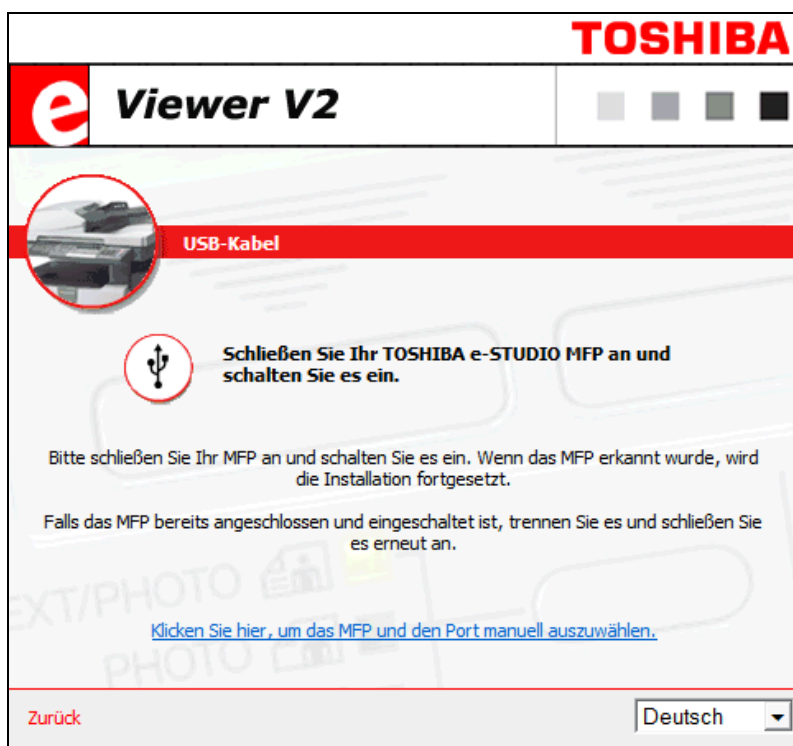 TOSHIBA
e Viewer V2
USB-Kabel
Schließen Sie Ihr TOSHIBA e-STUDIO MFP an und
schalten Sie es ein.
Bitte schließen Sie Ihr MFP an und schalten Sie es ein. Wenn das MFP erkannt wurde, wird
die Installation fortgesetzt.
Falls das MFP bereits angeschlossen und eingeschaltet ist, trennen Sie es und schließen Sie
es erneut an.
EXT/PHOTO
Klicken Sie hier, um das MFP und den Port manuell auszuwählen.
PHOTO
Zurück
Deutsch